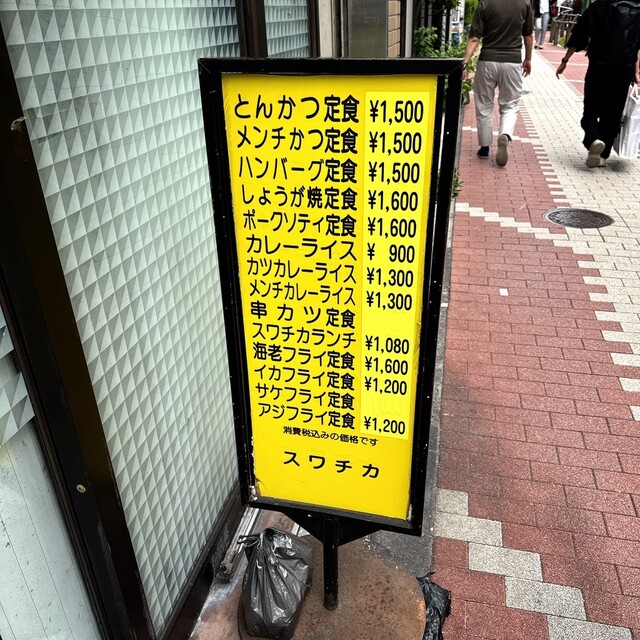 とんかつ定食 ¥1,500
メンチかつ定食 ¥1,500
ハンバーグ定食 ¥1,500
しょうが焼定食 ¥1,600
ポークソティ定食 ¥1,600
カレーライス ¥ 900
カツカレーライス ¥1,300
メンチカレーライス ¥1,300
串カツ定食
スワチカランチ ¥1,080
海老フライ定食 ¥1,600
イカフライ定食 ¥1,200
サケフライ定食
アジフライ定食 ¥1,200
消費税込みの価格です
スワチカ